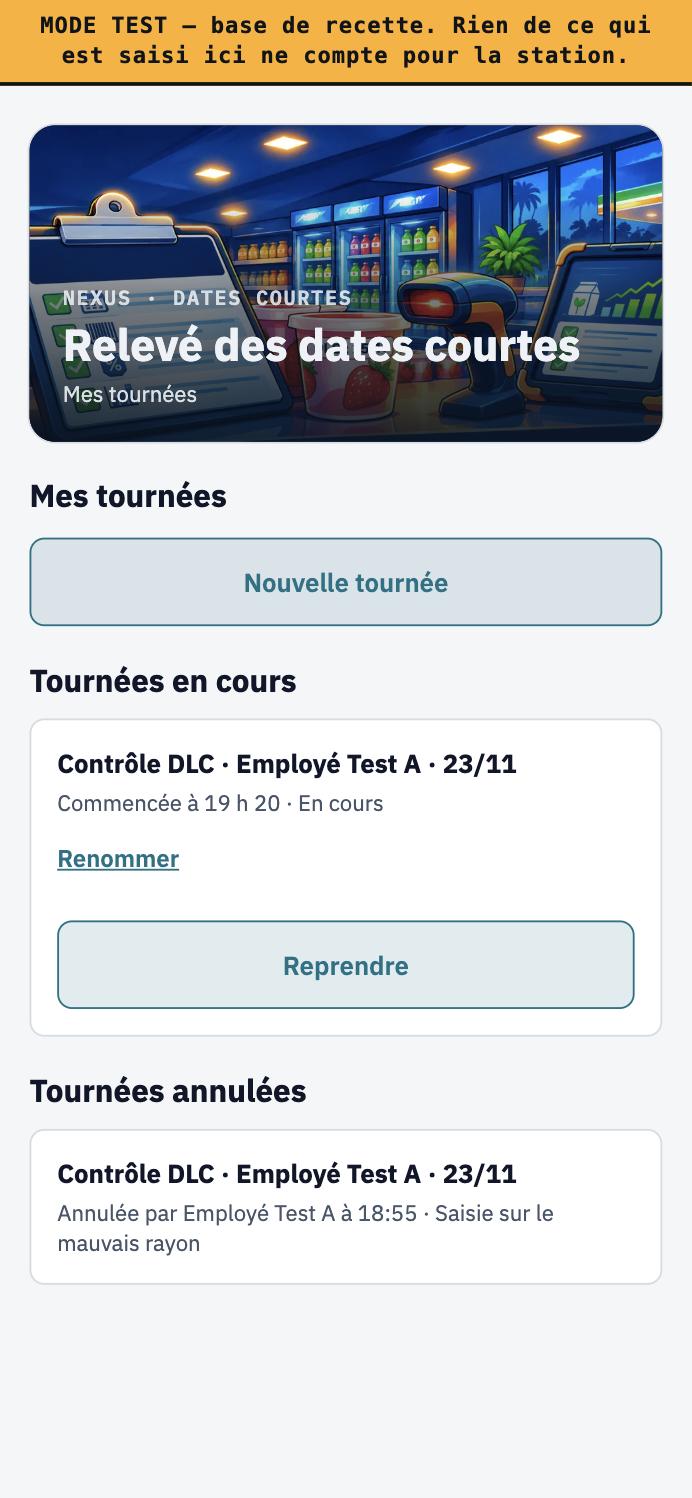 MODE TEST — base de recette. Rien de ce qui
est saisi ici ne compte pour la station.
NEXUS · DATES COURTES
Relevé des dates courtes
Mes tournées
Mes tournées
Nouvelle tournée
Tournées en cours
Contrôle DLC · Employé Test A · 23/11
Commencée à 19 h 20 · En cours
Renommer
Reprendre
Tournées annulées
Contrôle DLC · Employé Test A · 23/11
Annulée par Employé Test A à 18:55 · Saisie sur le
mauvais rayon